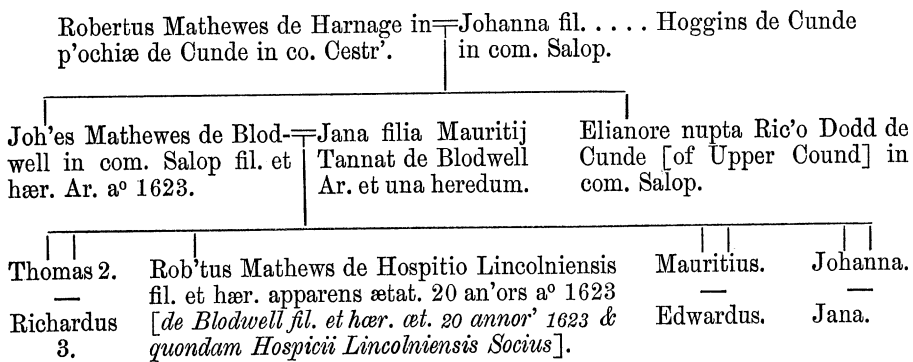 Robertus Mathewes de Harnage in
p'ochiæ de Cunde in co. Cestr'.
Johanna fil. . . . . . Hoggins de Cunde
in com. Salop.
Joh'es Mathewes de Blod-
well in com. Salop fil. et
hær. Ar. aº 1623.
Jana filia Mauritij
Tannat de Blodwell
Ar. et una heredum.
Elianore nupta Ric'o Dodd de
Cunde [of Upper Cound] in
com. Salop.
Thomas 2.
Richardus
3.
Rob'tus Mathews de Hospitio Lincolniensis
fil. et hær. apparens ætat. 20 an'ors aº 1623
[de Blodwell fil. et hær. æt. 20 annor' 1623 &
quondam Hospicii Lincolniensis Socius].
Mauritius.
Edwardus.
Johanna.
Jana.